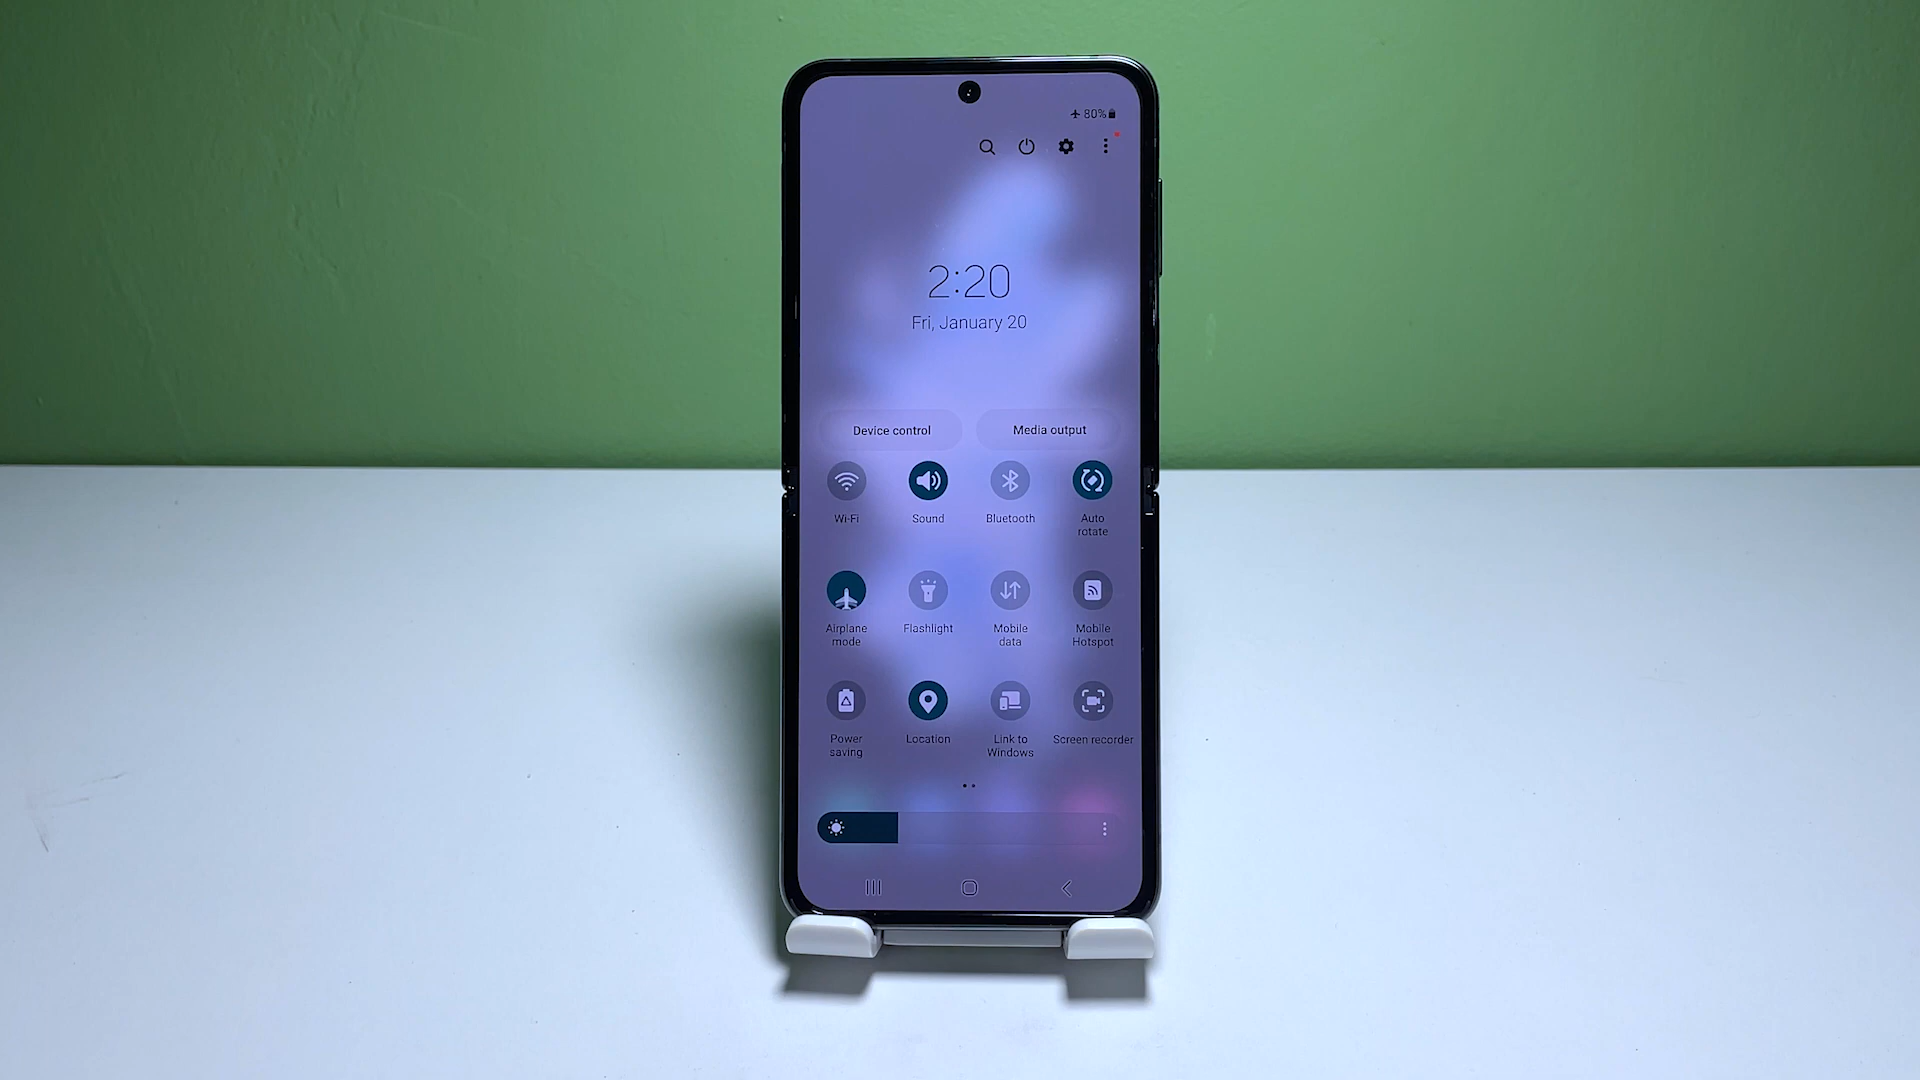 80%
2:20
Fri, January 20
Device control
Media output
Wi-Fi
Sound
Bluetooth
Auto
rotate
Airplane
mode
Flashlight
Mobile
data
Mobile
Hotspot
Power
saving
Location
Link to
Windows
Screen recorder